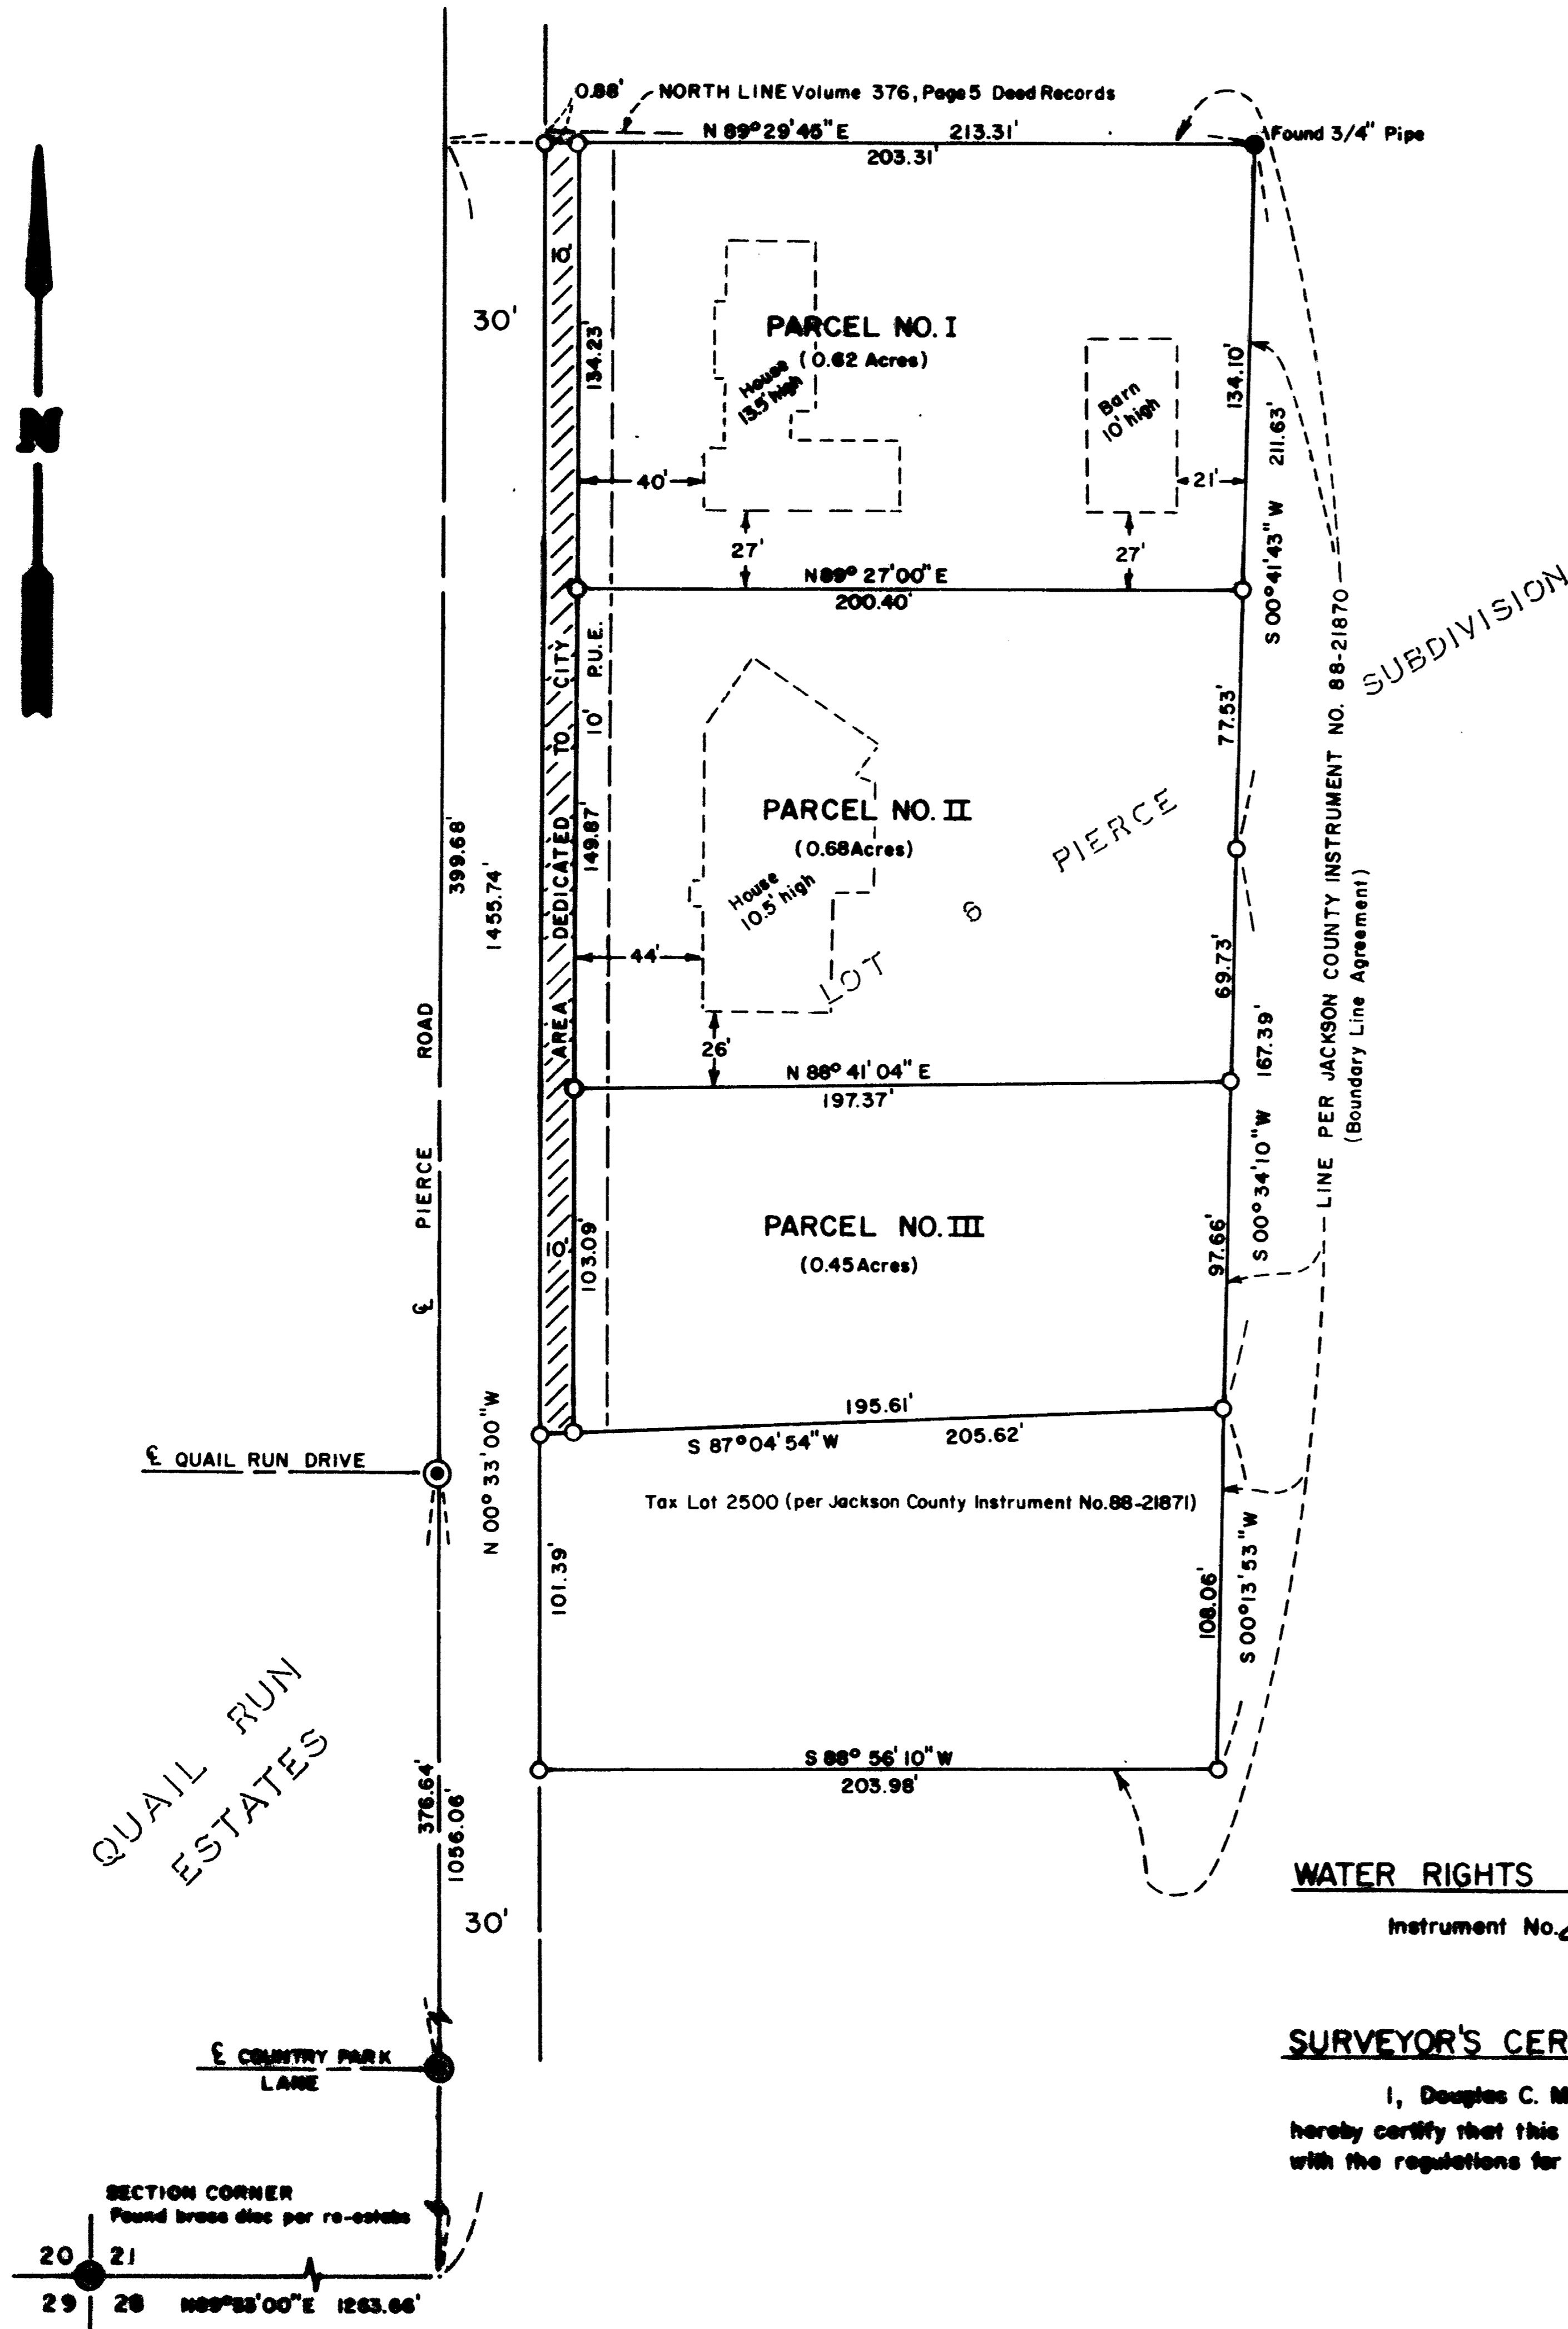 0.88'
NORTH LINE Volume 376, Page 5 Deed Records
N 89° 29' 45" E 213.31'
203.31'
Found 3/4" Pipe
N
30'
10'
134.23'
PARCEL NO. I
(0.62 Acres)
House
13.5' high
Barn
10' high
134.10'
211.63'
40'
21'
27'
27'
S 00° 41' 43" W
N 89° 27' 00" E
200.40'
SUBDIVISION
AREA DEDICATED TO CITY
10' P.U.E.
149.87'
77.53'
PARCEL NO. II
(0.68 Acres)
PIERCE
House
10.5' high
LOT 8
399.68'
1455.74'
44'
26'
69.73'
167.39'
LINE PER JACKSON COUNTY INSTRUMENT NO. 88-21870
(Boundary Line Agreement)
N 88° 41' 04" E
197.37'
℄ PIERCE ROAD
S 00° 34' 10" W
97.66'
PARCEL NO. III
(0.45 Acres)
10'
103.09'
195.61'
S 87° 04' 54" W 205.62'
N 00° 33' 00" W
℄ QUAIL RUN DRIVE
Tax Lot 2500 (per Jackson County Instrument No. 88-21871)
101.39'
108.06'
S 00° 13' 53" W
S 88° 56' 10" W
203.98'
QUAIL RUN
ESTATES
376.64'
1056.06'
30'
WATER RIGHTS
Instrument No.
℄ COUNTRY PARK
LANE
SURVEYOR'S CER
I, Douglas C. M
hereby certify that this
with the regulations for
SECTION CORNER
Found brass disc per re-estabs
20 21
29 28 1263.66'